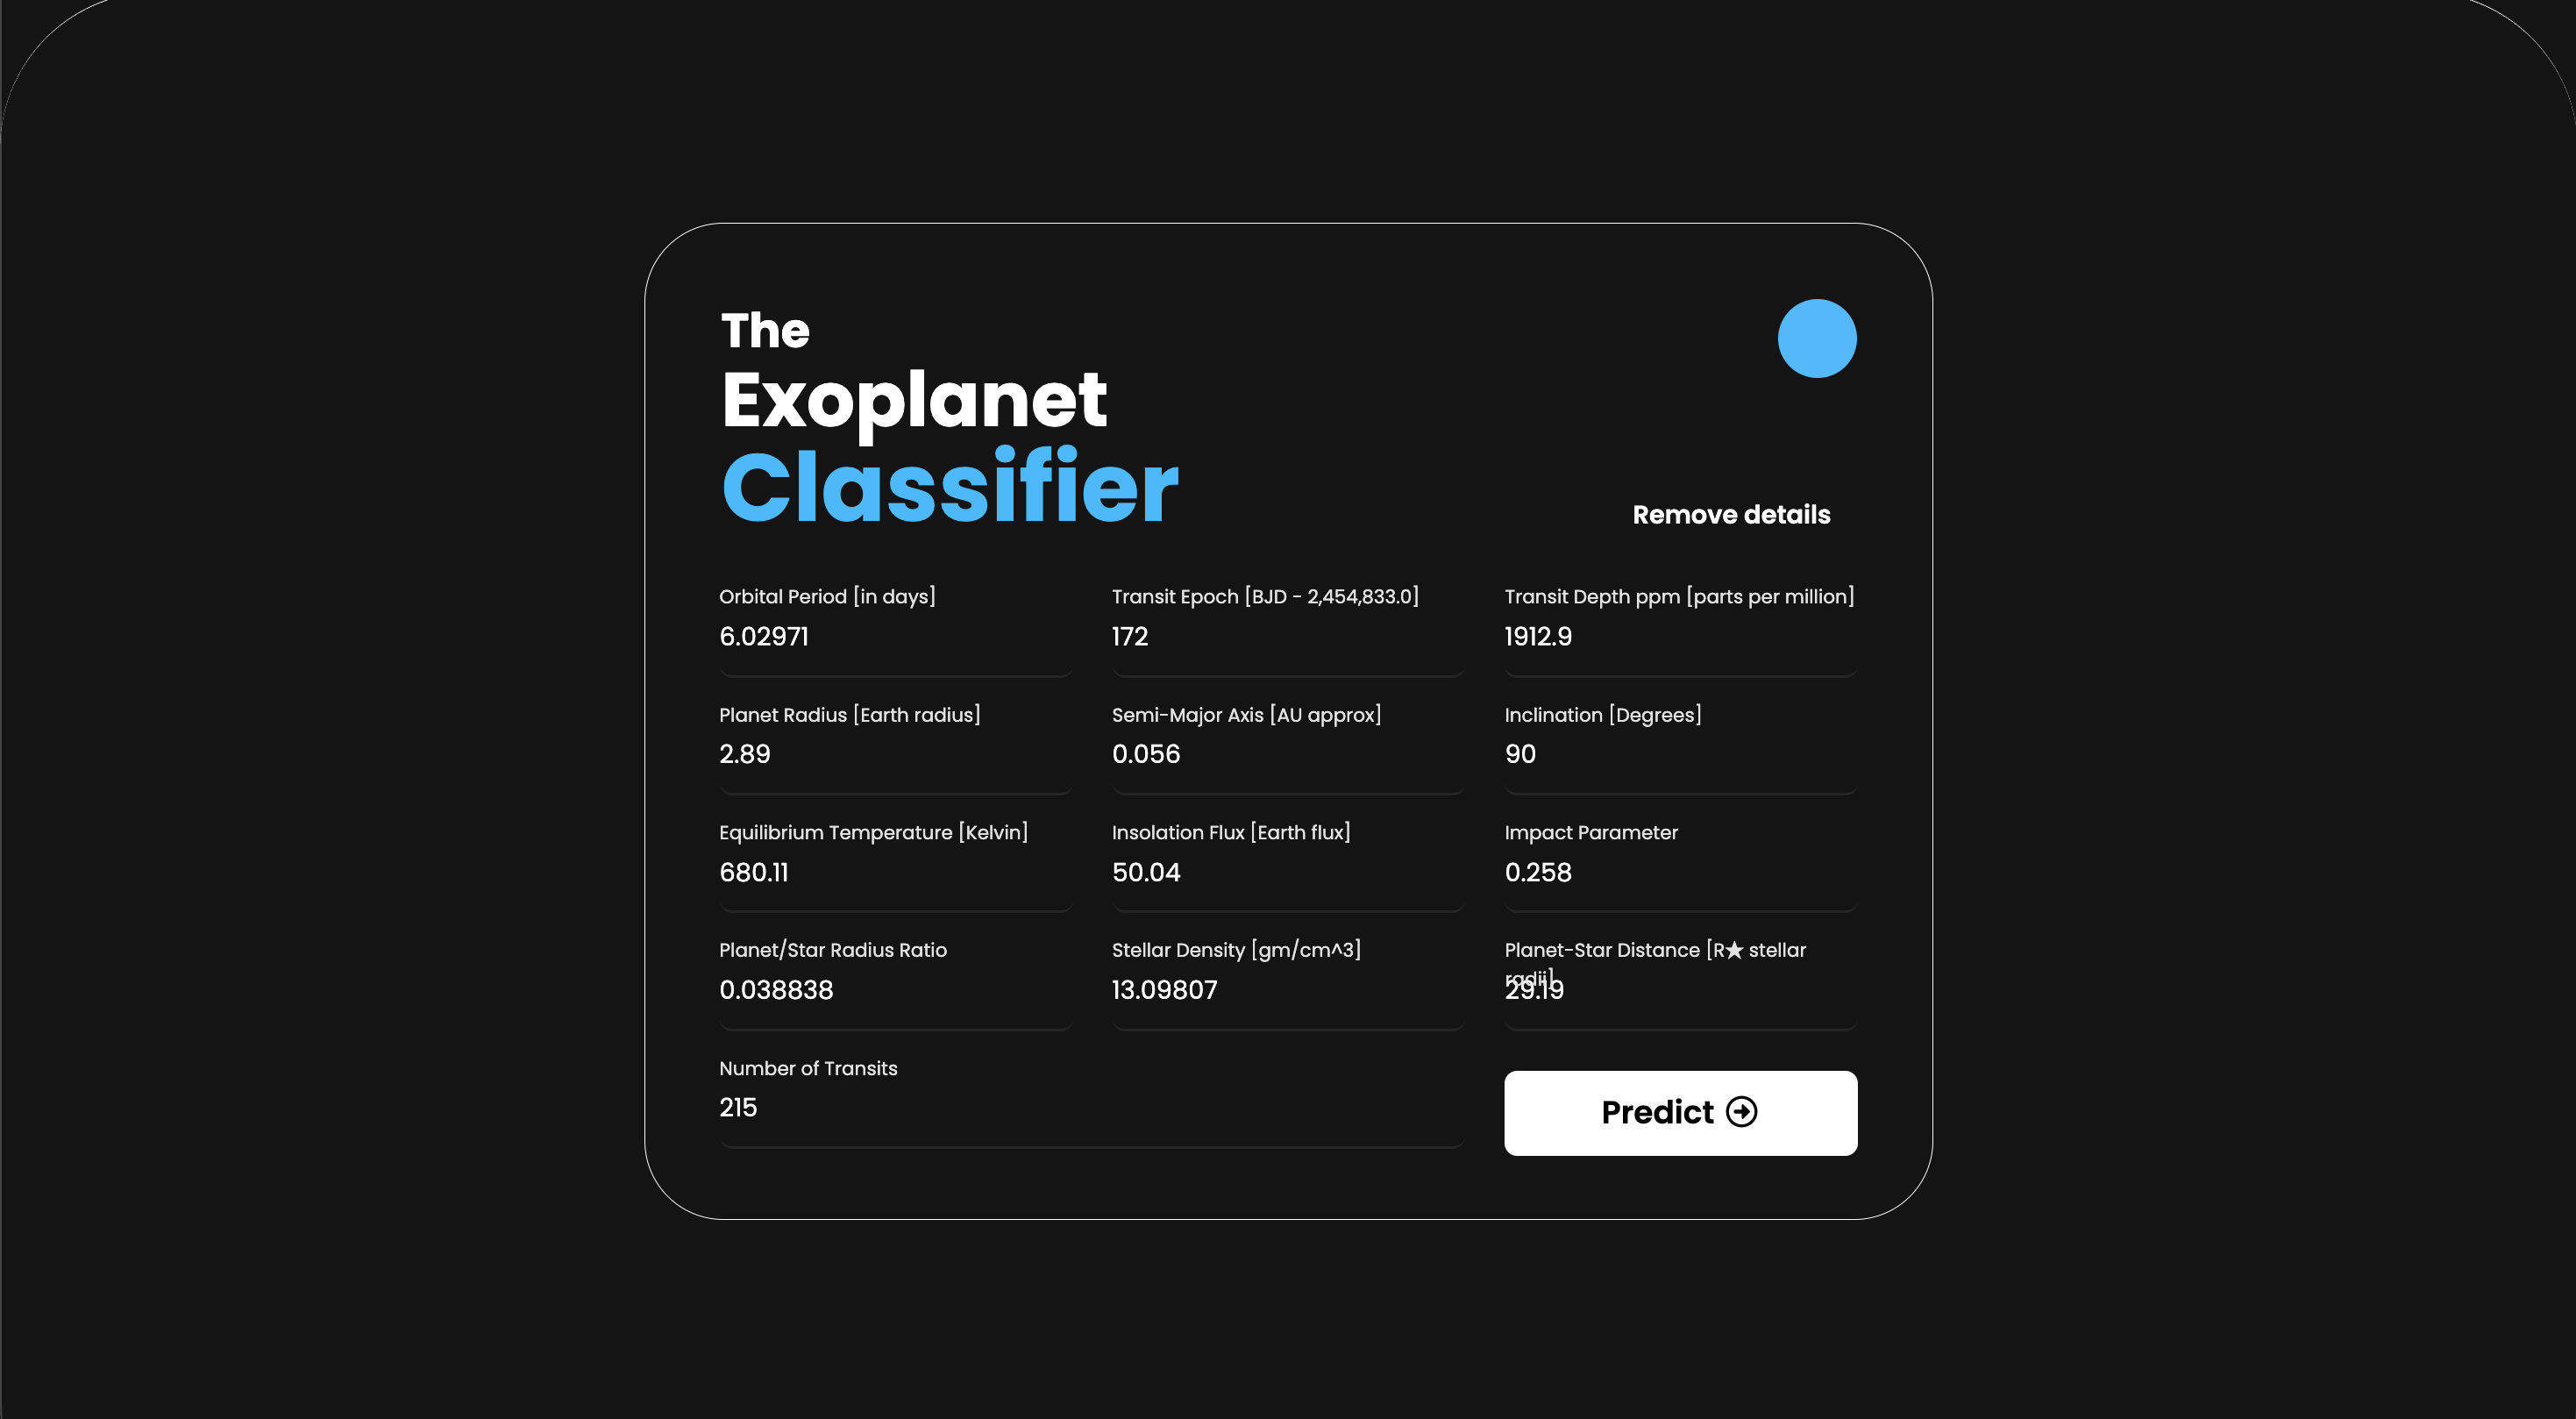 The
Exoplanet
Classifier
Remove details
Orbital Period [in days]
6.02971
Transit Epoch [BJD - 2,454,833.0]
172
Transit Depth ppm [parts per million]
1912.9
Planet Radius [Earth radius]
2.89
Semi-Major Axis [AU approx]
0.056
Inclination [Degrees]
90
Equilibrium Temperature [Kelvin]
680.11
Insolation Flux [Earth flux]
50.04
Impact Parameter
0.258
Planet/Star Radius Ratio
0.038838
Stellar Density [gm/cm^3]
13.09807
Planet-Star Distance [R★ stellar
radii]
29.19
Number of Transits
215
Predict